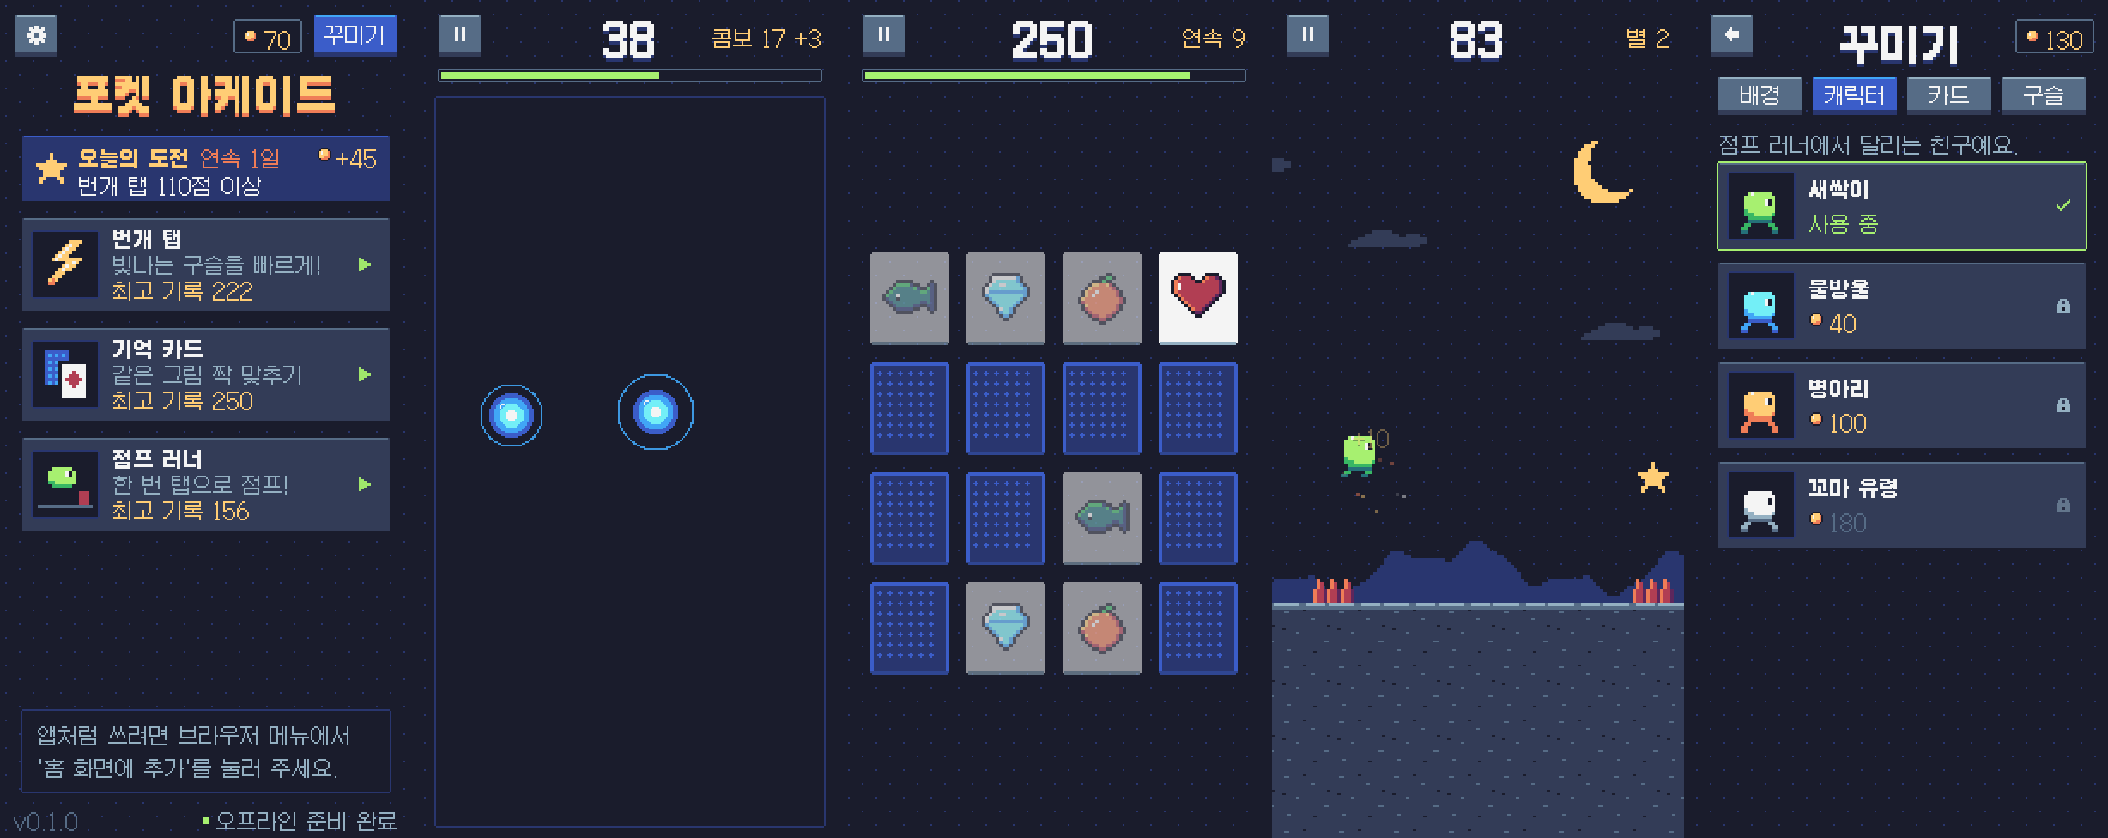 70
꾸미기
포켓 아케이드
오늘의 도전 연속 1일 +45
번개 탭 110점 이상
번개 탭
빛나는 구슬을 빠르게!
최고 기록 222
기억 카드
같은 그림 짝 맞추기
최고 기록 250
점프 러너
한 번 탭으로 점프!
최고 기록 156
앱처럼 쓰려면 브라우저 메뉴에서
'홈 화면에 추가'를 눌러 주세요.
v0.1.0
오프라인 준비 완료
38
콤보 17 +3
250
연속 9
83
별 2
+10
꾸미기
130
배경
캐릭터
카드
구슬
점프 러너에서 달리는 친구예요.
새싹이
사용 중
물방울
40
병아리
100
꼬마 유령
180